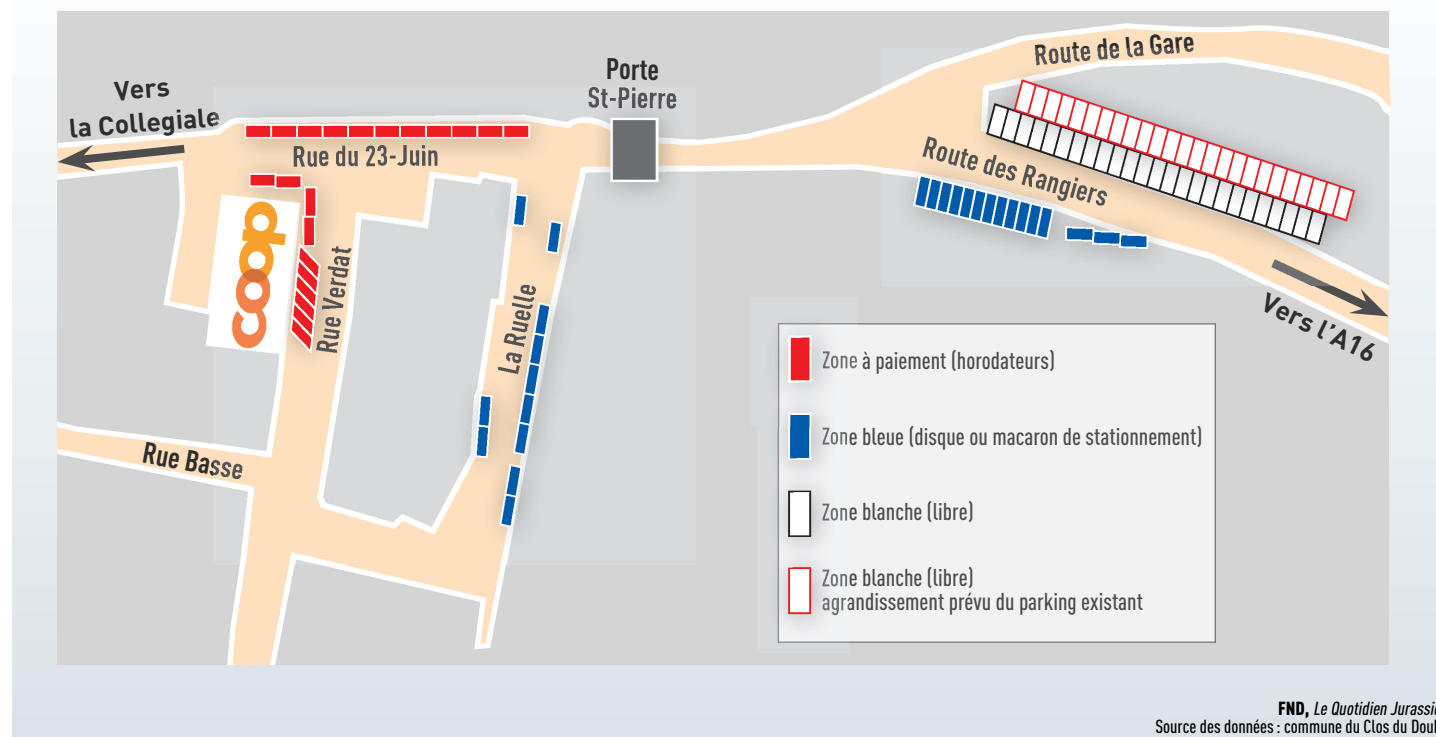 Vers
la Collegiale
Rue du 23-Juin
Porte
St-Pierre
Route de la Gare
Route des Rangiers
Vers l'A16
coop
Rue Verdat
La Ruelle
Rue Basse
Zone à paiement (horodateurs)
Zone bleue (disque ou macaron de stationnement)
Zone blanche (libre)
Zone blanche (libre)
agrandissement prévu du parking existant
FND, Le Quotidien
Source des données : commune du Clos du